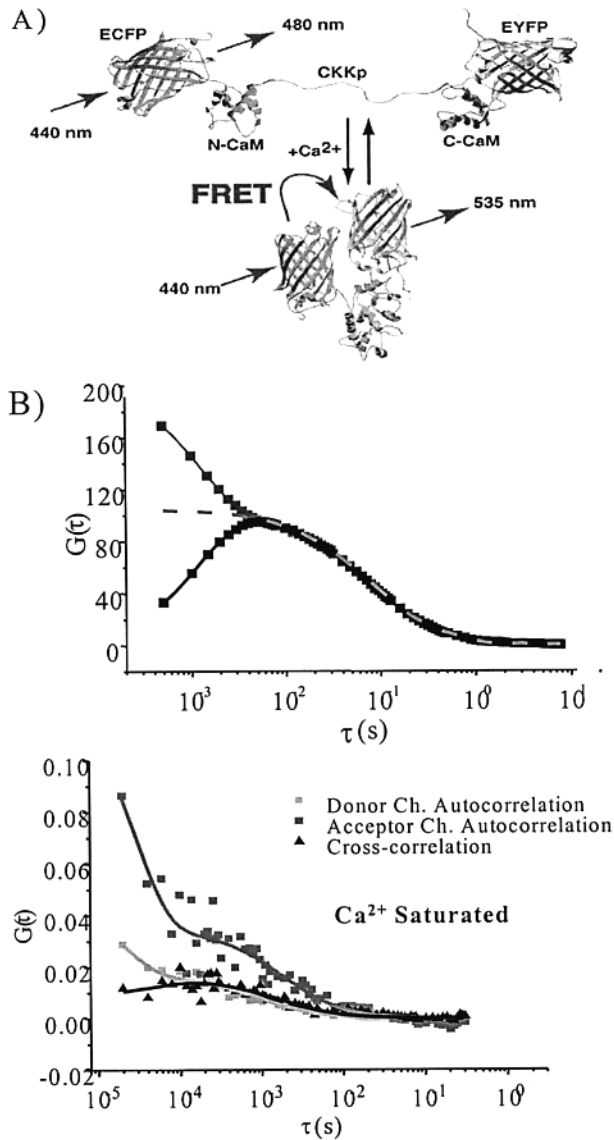 A)
ECFP
480 nm
EYFP
CKKp
440 nm
N-CaM
+Ca²⁺
C-CaM
FRET
535 nm
440 nm
B)
200
160
120
80
40
0
G(τ)
10³ 10² 10¹ 10⁰ 10¹
τ(s)
0.10
0.08
0.06
0.04
0.02
0.00
-0.02
G(τ)
Donor Ch. Autocorrelation
Acceptor Ch. Autocorrelation
Cross-correlation
Ca²⁺ Saturated
10⁵ 10⁴ 10³ 10² 10¹ 10⁰
τ(s)